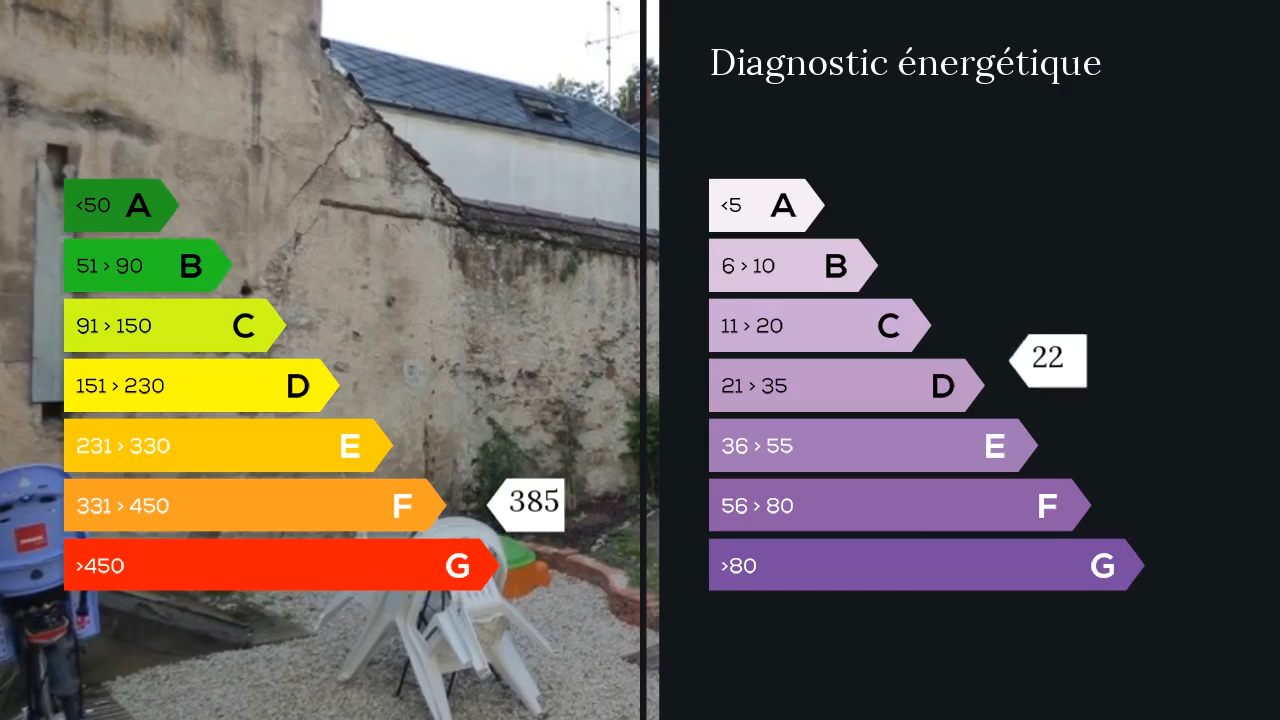 Diagnostic énergétique
<50 A
51 > 90 B
91 > 150 C
151 > 230 D
231 > 330 E
331 > 450 F
>450 G
385
<5 A
6 > 10 B
11 > 20 C
21 > 35 D
36 > 55 E
56 > 80 F
>80 G
22